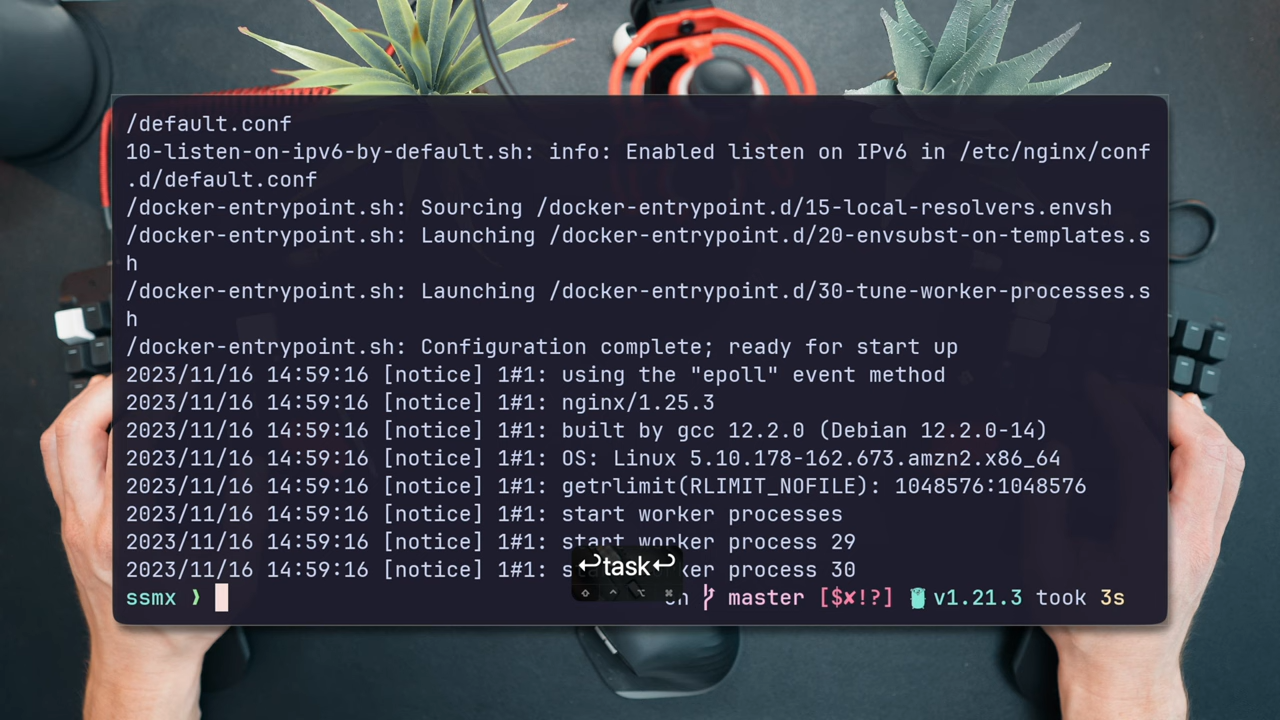 /default.conf
10-listen-on-ipv6-by-default.sh: info: Enabled listen on IPv6 in /etc/nginx/conf
.d/default.conf
/docker-entrypoint.sh: Sourcing /docker-entrypoint.d/15-local-resolvers.envsh
/docker-entrypoint.sh: Launching /docker-entrypoint.d/20-envsubst-on-templates.s
h
/docker-entrypoint.sh: Launching /docker-entrypoint.d/30-tune-worker-processes.s
h
/docker-entrypoint.sh: Configuration complete; ready for start up
2023/11/16 14:59:16 [notice] 1#1: using the "epoll" event method
2023/11/16 14:59:16 [notice] 1#1: nginx/1.25.3
2023/11/16 14:59:16 [notice] 1#1: built by gcc 12.2.0 (Debian 12.2.0-14)
2023/11/16 14:59:16 [notice] 1#1: OS: Linux 5.10.178-162.673.amzn2.x86_64
2023/11/16 14:59:16 [notice] 1#1: getrlimit(RLIMIT_NOFILE): 1048576:1048576
2023/11/16 14:59:16 [notice] 1#1: start worker processes
2023/11/16 14:59:16 [notice] 1#1: start worker process 29
2023/11/16 14:59:16 [notice] 1#1: process 30
↩task↩
⇧ ⌃ ⌥ ⌘
ssmx ❯ master [$✘!?] v1.21.3 took 3s